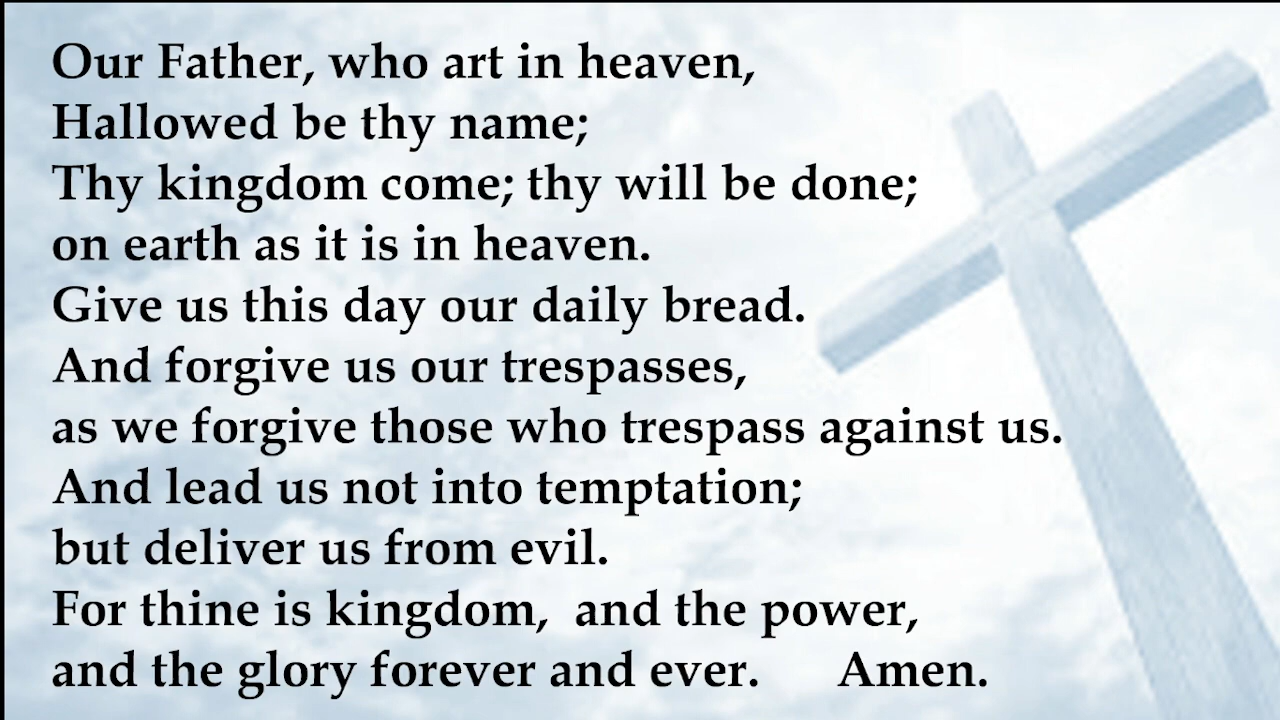 Our Father, who art in heaven,
Hallowed be thy name;
Thy kingdom come; thy will be done;
on earth as it is in heaven.
Give us this day our daily bread.
And forgive us our trespasses,
as we forgive those who trespass against us.
And lead us not into temptation;
but deliver us from evil.
For thine is kingdom,  and the power,
and the glory forever and ever.      Amen.